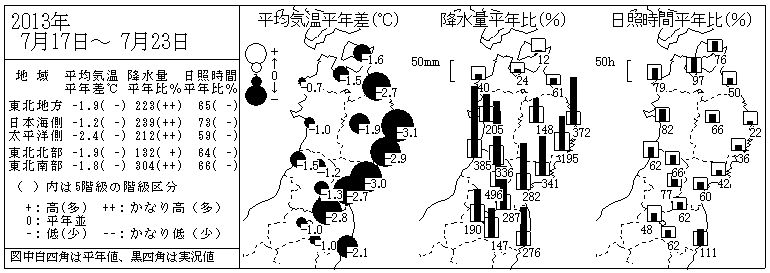 2013年
7月17日～ 7月23日
地 域 平均気温 降水量 日照時間
平年差℃ 平年比% 平年比%
東北地方 -1.9( -) 223(++) 65( -)
日本海側 -1.2( -) 239(++) 73( -)
太平洋側 -2.4( -) 212(++) 59( -)
東北北部 -1.9( -) 132( +) 64( -)
東北南部 -1.8( -) 304(++) 66( -)
( ) 内は5階級の階級区分
+:高(多) ++:かなり高(多)
0:平年並
-:低(少) --:かなり低(少)
図中白四角は平年値、黒四角は実況値
平均気温平年差(℃)
+
↑
0
↓
-
-1.6
-0.7
-1.5
-2.7
-1.0
-1.9
-3.1
-2.9
-1.5
-1.2
-3.0
-1.3
-2.7
-2.8
-1.0
-1.0
-2.1
降水量平年比(%)
50mm
12
40
24
61
205
148
372
385
336
3195
341
496
282
190
287
147
276
日照時間平年比(%)
50h
76
79
97
50
82
66
22
62
66
36
42
77
60
48
62
62
111